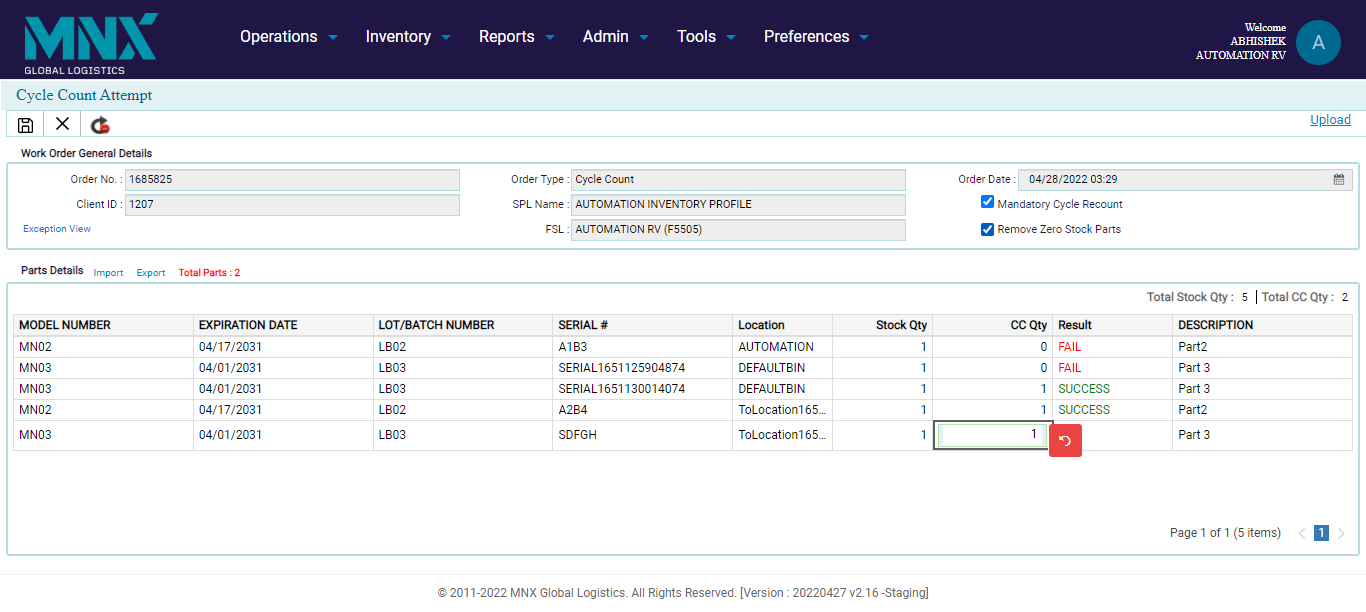 MNX
GLOBAL LOGISTICS
Operations Inventory Reports Admin Tools Preferences
Welcome
ABHISHEK
AUTOMATION RV
A
Cycle Count Attempt
Upload
Work Order General Details
Order No. : 1685825 Order Type : Cycle Count Order Date : 04/28/2022 03:29
Client ID : 1207 SPL Name : AUTOMATION INVENTORY PROFILE Mandatory Cycle Recount
Exception View FSL : AUTOMATION RV (F5505) Remove Zero Stock Parts
Parts Details Import Export Total Parts : 2
Total Stock Qty : 5 Total CC Qty : 2
MODEL NUMBER EXPIRATION DATE LOT/BATCH NUMBER SERIAL # Location Stock Qty CC Qty Result DESCRIPTION
MN02 04/17/2031 LB02 A1B3 AUTOMATION 1 0 FAIL Part2
MN03 04/01/2031 LB03 SERIAL1651125904874 DEFAULTBIN 1 0 FAIL Part 3
MN03 04/01/2031 LB03 SERIAL1651130014074 DEFAULTBIN 1 1 SUCCESS Part 3
MN02 04/17/2031 LB02 A2B4 ToLocation165... 1 1 SUCCESS Part2
MN03 04/01/2031 LB03 SDFGH ToLocation165... 1 1 Part 3
Page 1 of 1 (5 items) 1
© 2011-2022 MNX Global Logistics. All Rights Reserved. [Version : 20220427 v2.16 -Staging]